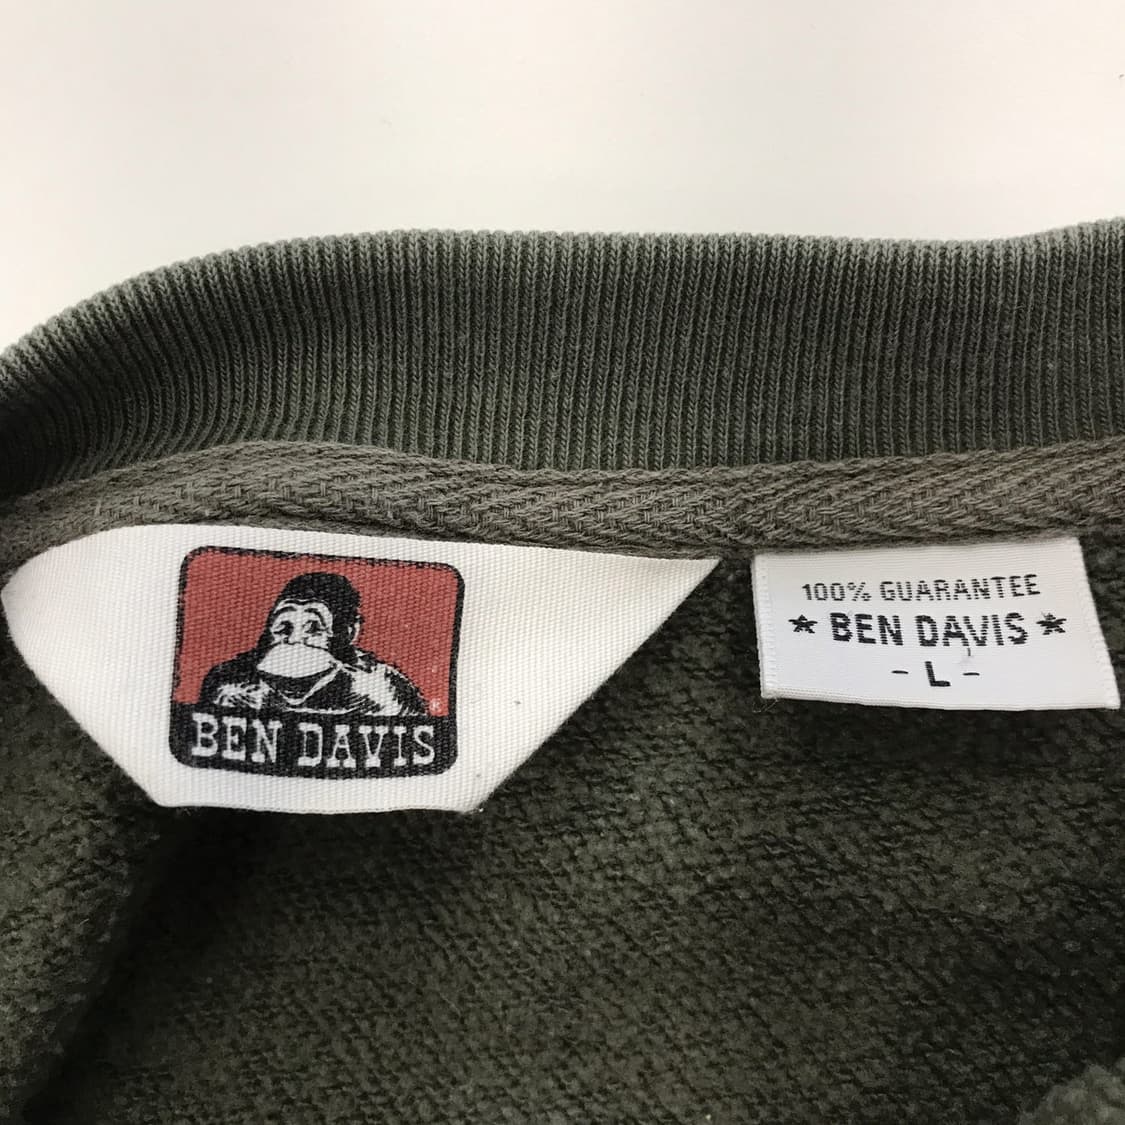 BEN DAVIS
®
100% GUARANTEE
★ BEN DAVIS ★
- L -